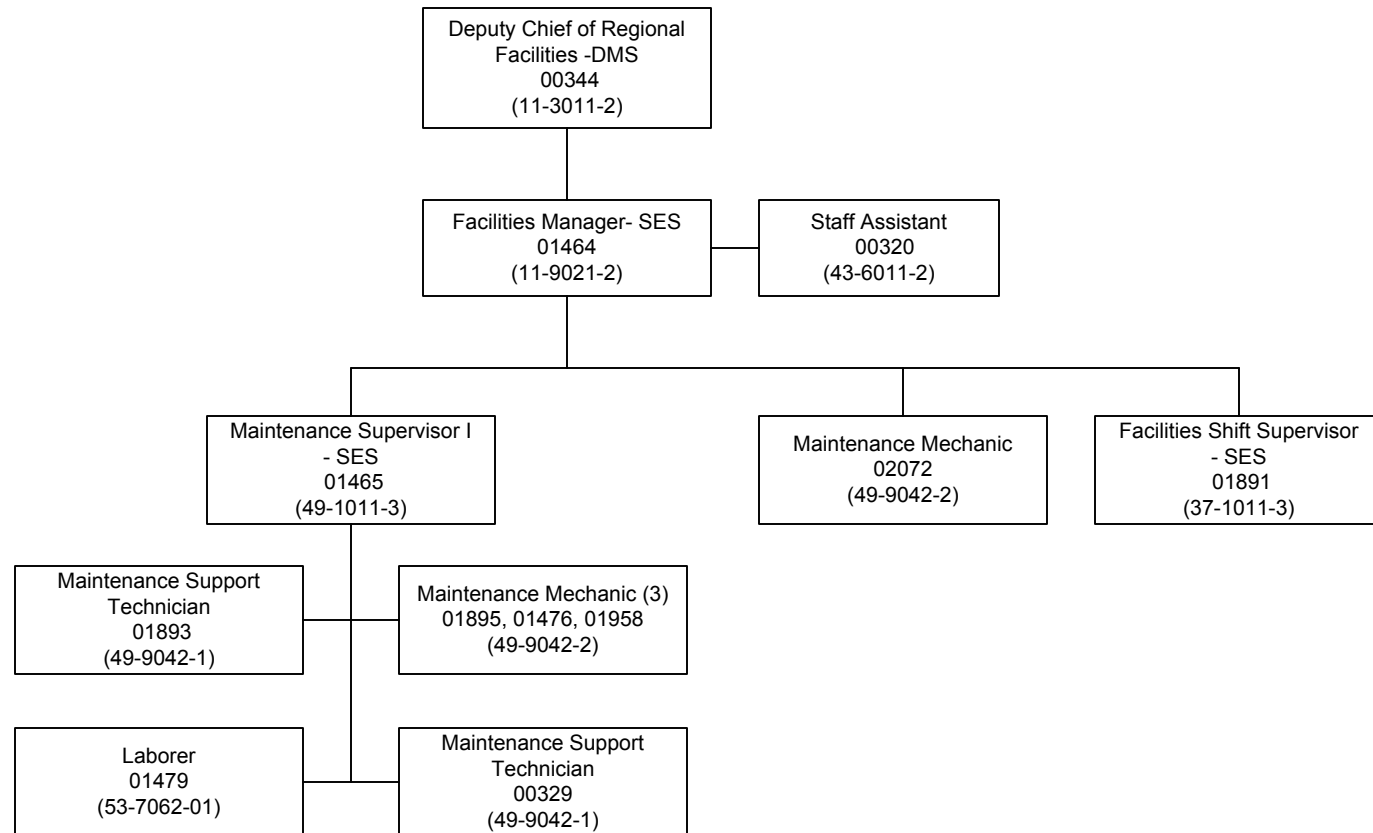 Deputy Chief of Regional
Facilities -DMS
00344
(11-3011-2)
Facilities Manager- SES
01464
(11-9021-2)
Staff Assistant
00320
(43-6011-2)
Maintenance Supervisor I
- SES
01465
(49-1011-3)
Maintenance Mechanic
02072
(49-9042-2)
Facilities Shift Supervisor
- SES
01891
(37-1011-3)
Maintenance Support
Technician
01893
(49-9042-1)
Maintenance Mechanic (3)
01895, 01476, 01958
(49-9042-2)
Laborer
01479
(53-7062-01)
Maintenance Support
Technician
00329
(49-9042-1)